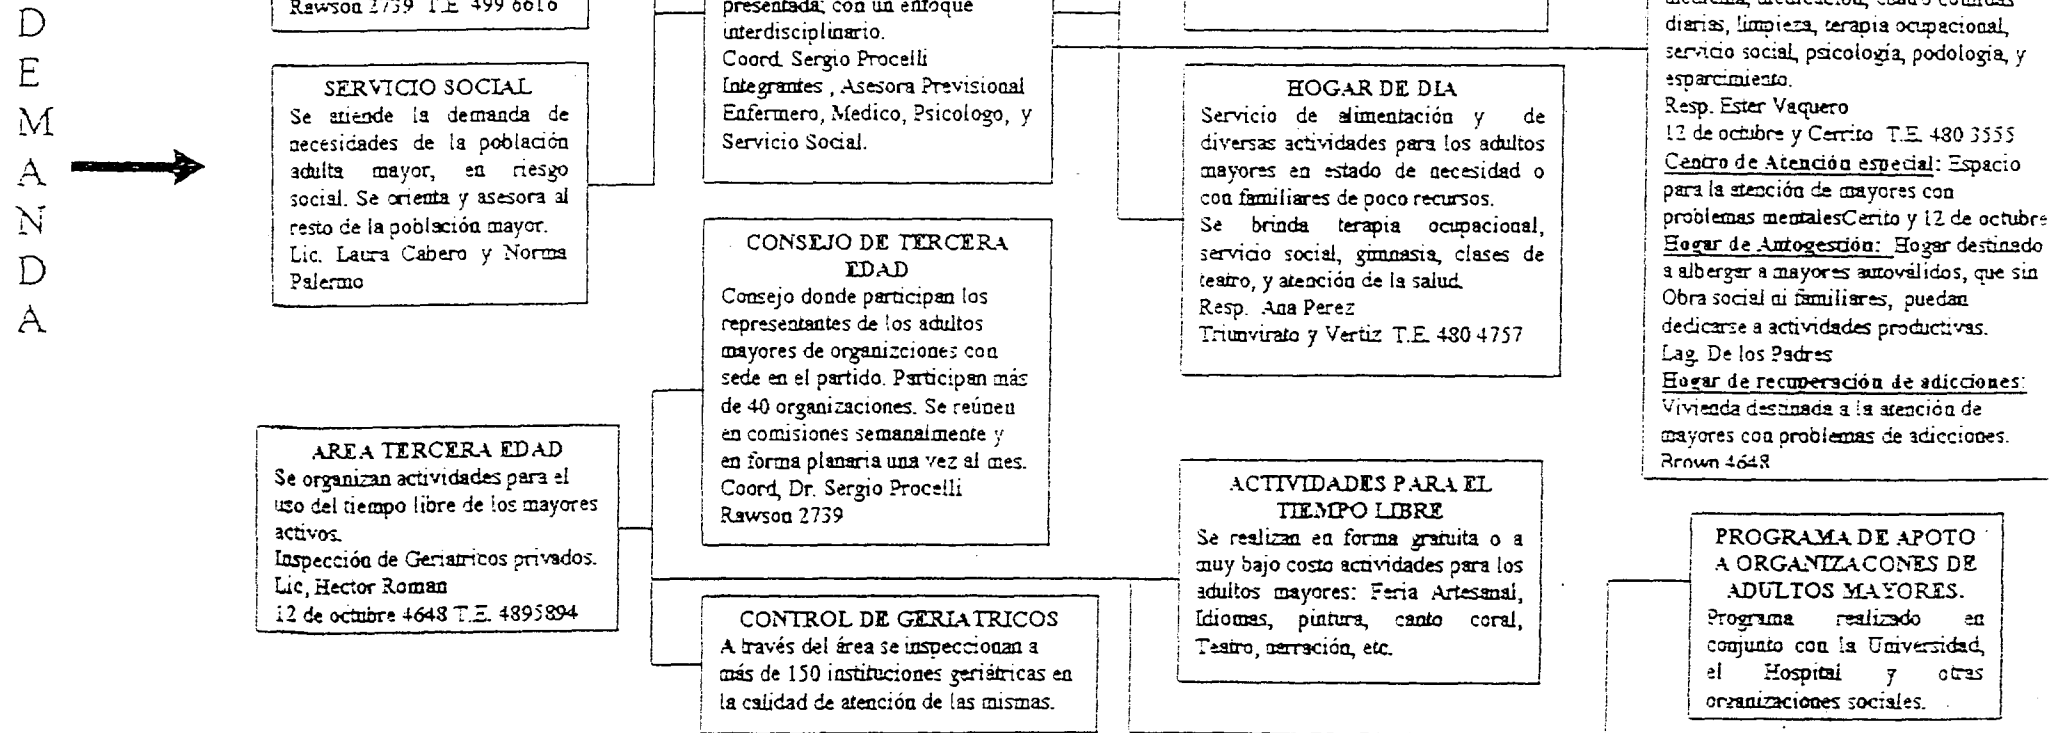 D
E
M
A
N
D
A
Rawson 2739 T.E 499 6616
SERVICIO SOCIAL
Se atiende la demanda de
necesidades de la población
adulta mayor, en riesgo
social. Se orienta y asesora al
resto de la población mayor.
Lic. Laura Cabero y Norma
Palermo
AREA TERCERA EDAD
Se organizan actividades para el
uso del tiempo libre de los mayores
activos.
Inspección de Geriatricos privados.
Lic, Hector Roman
12 de octubre 4648 T.E. 4895894
presentada; con un enfoque
interdisciplinario.
Coord. Sergio Procelli
Integrantes , Asesora Previsional
Enfermero, Medico, Psicologo, y
Servicio Social.
CONSEJO DE TERCERA
EDAD
Consejo donde participan los
representantes de los adultos
mayores de organizciones con
sede en el partido. Participan más
de 40 organizaciones. Se reúnen
en comisiones semanalmente y
en forma planaria una vez al mes.
Coord, Dr. Sergio Procelli
Rawson 2739
CONTROL DE GERIATRICOS
A través del área se inspeccionan a
más de 150 instituciones geriátricas en
la calidad de atención de las mismas.
HOGAR DE DIA
Servicio de alimentación y de
diversas actividades para los adultos
mayores en estado de necesidad o
con familiares de poco recursos.
Se brinda terapia ocupacional,
servicio social, gimnasia, clases de
teatro, y atención de la salud.
Resp. Ana Perez
Triunvirato y Vertiz T.E. 480 4757
ACTIVIDADES PARA EL
TIEMPO LIBRE
Se realizan en forma gratuita o a
muy bajo costo actividades para los
adultos mayores: Feria Artesanal,
Idiomas, pintura, canto coral,
Teatro, narración, etc.
medicina, medicación, cuatro comidas
diarias, limpieza, terapia ocupacional,
servicio social, psicología, podología, y
esparcimiento.
Resp. Ester Vaquero
12 de octubre y Cerrito T.E. 480 3555
Centro de Atención especial: Espacio
para la atención de mayores con
problemas mentalesCerito y 12 de octubre
Hogar de Autogestión: Hogar destinado
a albergar a mayores autoválidos, que sin
Obra social ni familiares, puedan
dedicarse a actividades productivas.
Lag. De los Padres
Hogar de recuperación de adicciones:
Vivienda destinada a la atención de
mayores con problemas de adicciones.
Brown 4648
PROGRAMA DE APOTO
A ORGANIZACONES DE
ADULTOS MAYORES.
Programa realizado en
conjunto con la Universidad,
el Hospital y otras
organizaciones sociales.